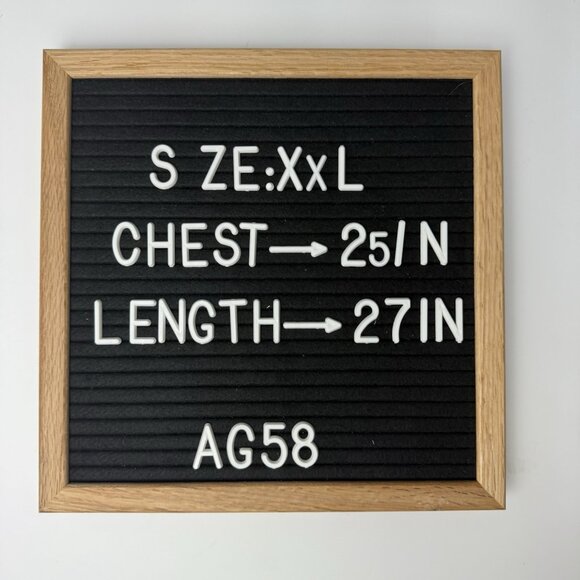 S ZE:XxL
CHEST→25/N
LENGTH→27IN
AG58